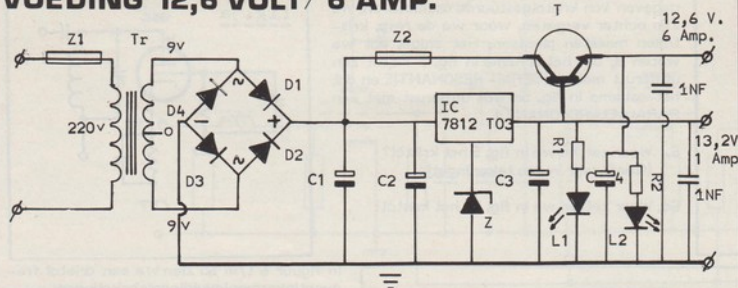 VOEDING 12,6 VOLT/ 6 AMP.
T
12,6 V.
6 Amp.
Z1
Tr
9v
Z2
D1
1NF
D4
~
~
IC
7812 TO3
220v
O
-
+
13,2V
1 Amp
D2
R1
D3
~
~
C1
C2
C3
C4
R2
1NF
Z
9v
L1
L2